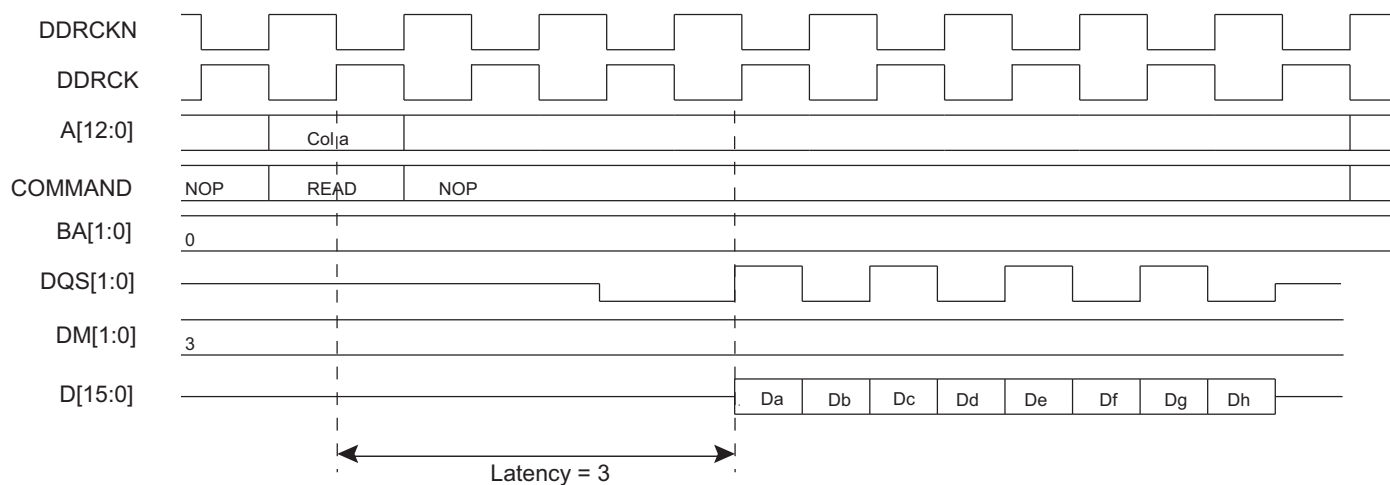 DDRCKN
DDRCK
A[12:0] Col a
COMMAND NOP READ NOP
BA[1:0] 0
DQS[1:0]
DM[1:0] 3
D[15:0] Da Db Dc Dd De Df Dg Dh
Latency = 3